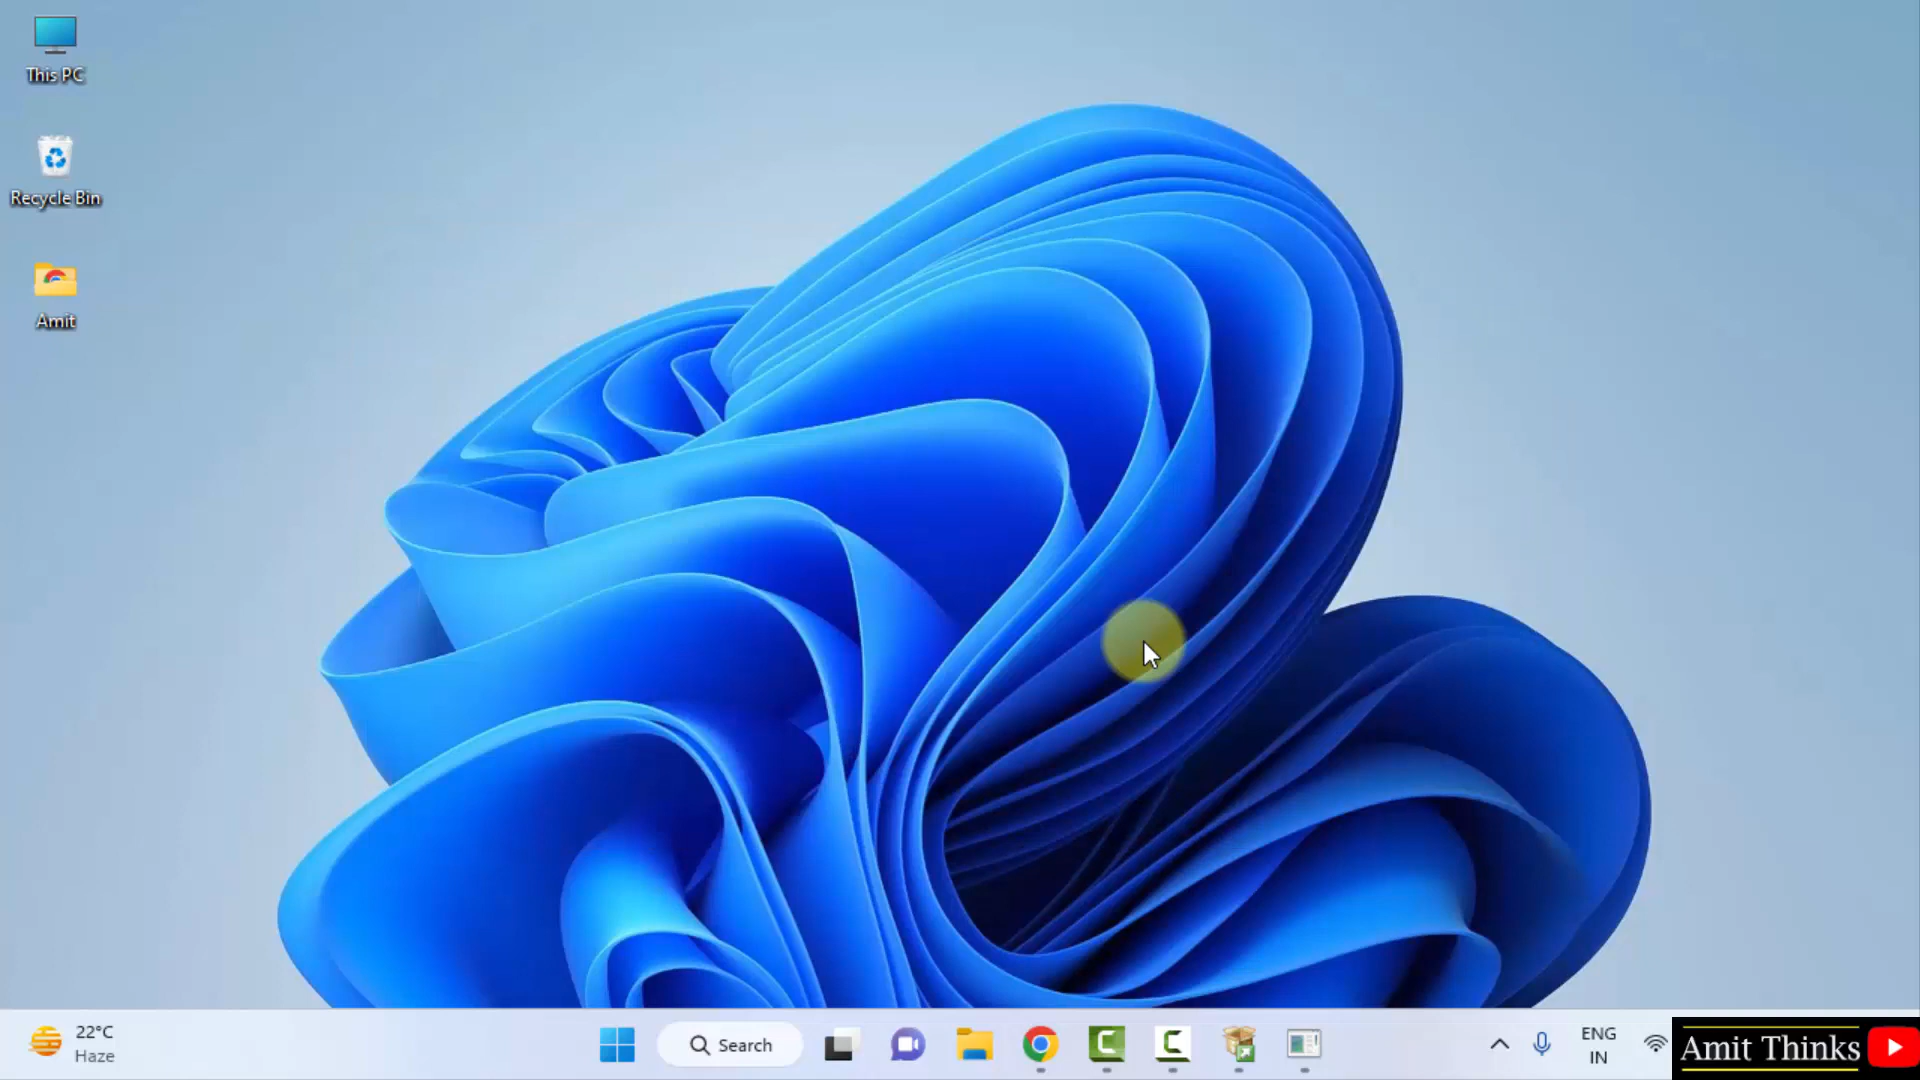 This PC
Recycle Bin
Amit
22°C
Haze
Search
ENG
IN
Amit Thinks